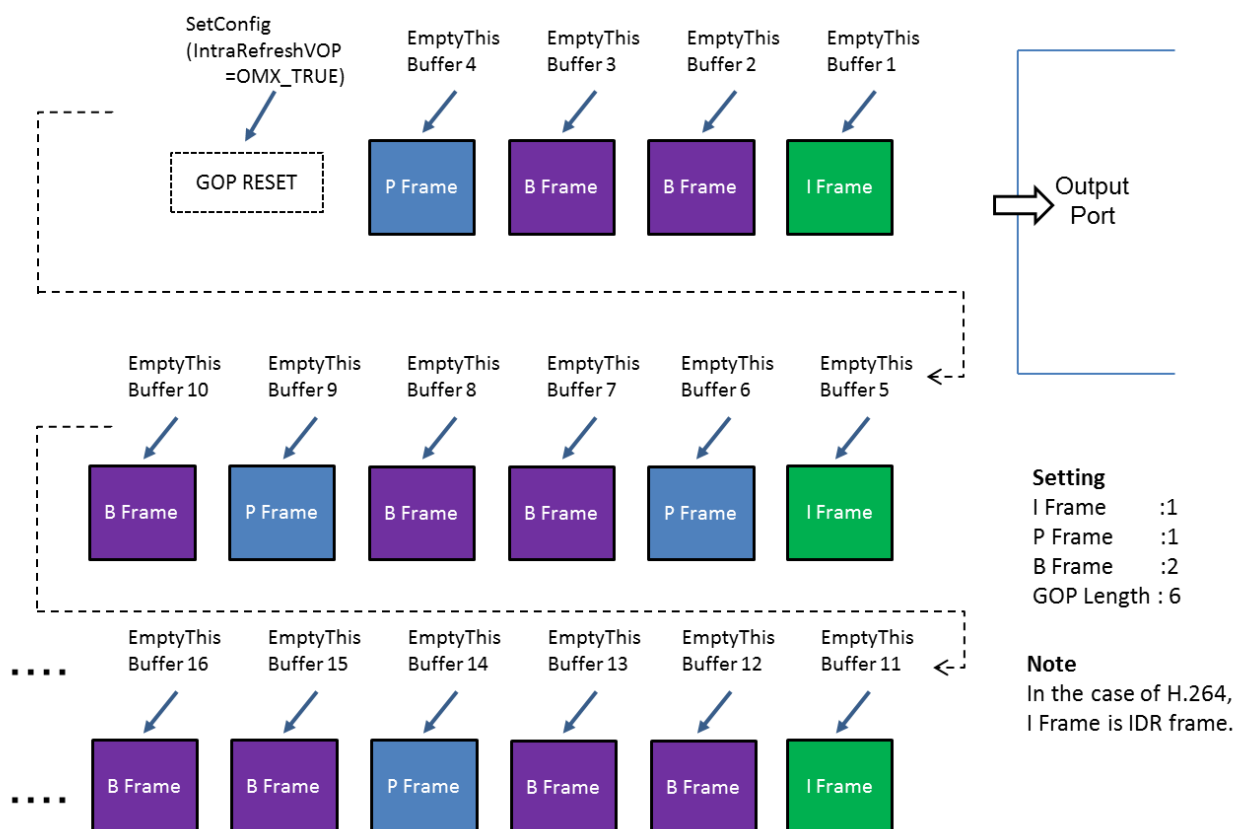 SetConfig
(IntraRefreshVOP
=OMX_TRUE)
EmptyThis
Buffer 4
EmptyThis
Buffer 3
EmptyThis
Buffer 2
EmptyThis
Buffer 1
GOP RESET
P Frame
B Frame
B Frame
I Frame
Output
Port
EmptyThis
Buffer 10
EmptyThis
Buffer 9
EmptyThis
Buffer 8
EmptyThis
Buffer 7
EmptyThis
Buffer 6
EmptyThis
Buffer 5
B Frame
P Frame
B Frame
B Frame
P Frame
I Frame
Setting
I Frame :1
P Frame :1
B Frame :2
GOP Length : 6
....
EmptyThis
Buffer 16
EmptyThis
Buffer 15
EmptyThis
Buffer 14
EmptyThis
Buffer 13
EmptyThis
Buffer 12
EmptyThis
Buffer 11
Note
In the case of H.264,
I Frame is IDR frame.
....
B Frame
B Frame
P Frame
B Frame
B Frame
I Frame